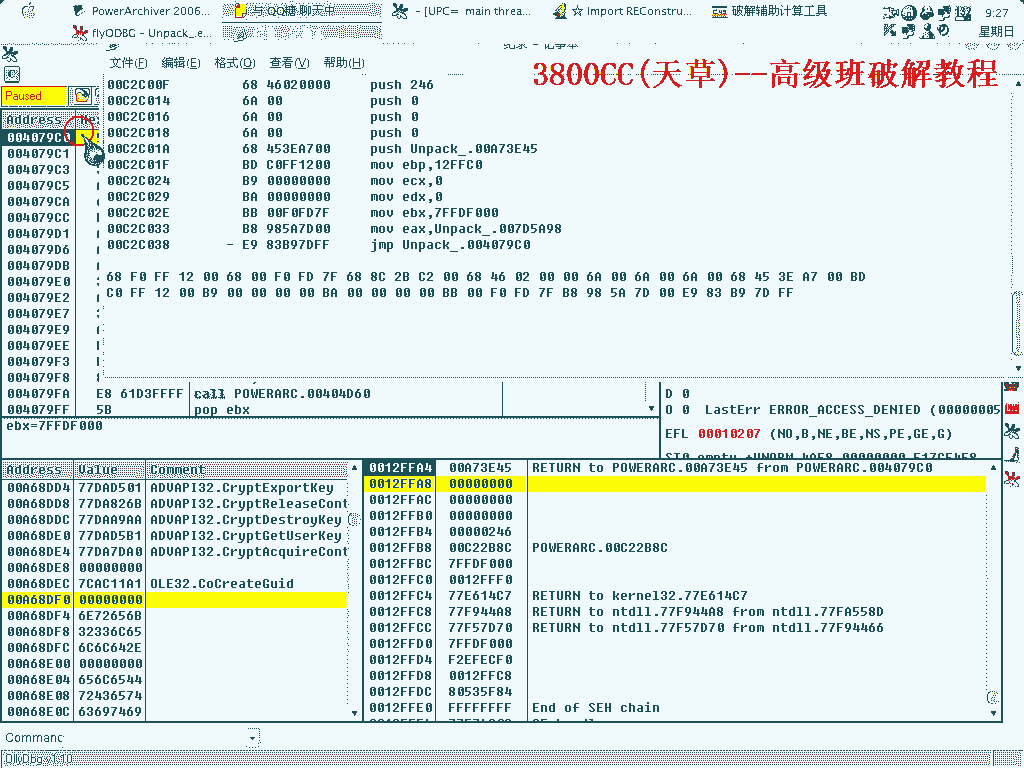 PowerArchiver 2006...
与 QQ糖 聊天中
- [UPC= main threa...
Import REConstru...
破解辅助计算工具
9:27
flyODBG - Unpack_.e...
星期日
文件(F) 编辑(E) 格式(O) 查看(V) 帮助(H)
3800CC(天草)--高级班破解教程
00C2C00F 68 46020000 push 246
00C2C014 6A 00 push 0
00C2C016 6A 00 push 0
00C2C018 6A 00 push 0
00C2C01A 68 453EA700 push Unpack_.00A73E45
00C2C01F BD C0FF1200 mov ebp,12FFC0
00C2C024 B9 00000000 mov ecx,0
00C2C029 BA 00000000 mov edx,0
00C2C02E BB 00F0FD7F mov ebx,7FFDF000
00C2C033 B8 985A7D00 mov eax,Unpack_.007D5A98
00C2C038 - E9 83B97DFF jmp Unpack_.004079C0
68 F0 FF 12 00 68 00 F0 FD 7F 68 8C 2B C2 00 68 46 02 00 00 6A 00 6A 00 6A 00 68 45 3E A7 00 BD
C0 FF 12 00 B9 00 00 00 00 BA 00 00 00 00 BB 00 F0 FD 7F B8 98 5A 7D 00 E9 83 B9 7D FF
Paused
Address
004079C0
004079C1
004079C3
004079C5
004079CA
004079CC
004079D1
004079D6
004079DB
004079E0
004079E2
004079E7
004079E9
004079EE
004079F3
004079F8
004079FA E8 61D3FFFF call POWERARC.00404D60
004079FF 5B pop ebx
ebx=7FFDF000
D 0
O 0 LastErr ERROR_ACCESS_DENIED (00000005
EFL 00010207 (NO,B,NE,BE,NS,PE,GE,G)
Address Value Comment
00A68DD4 77DAD501 ADVAPI32.CryptExportKey
00A68DD8 77DA826B ADVAPI32.CryptReleaseCont
00A68DDC 77DAA9AA ADVAPI32.CryptDestroyKey
00A68DE0 77DAD5B1 ADVAPI32.CryptGetUserKey
00A68DE4 77DA7DA0 ADVAPI32.CryptAcquireCont
00A68DE8 00000000
00A68DEC 7CAC11A1 OLE32.CoCreateGuid
00A68DF0 00000000
00A68DF4 6E72656B
00A68DF8 32336C65
00A68DFC 6C6C642E
00A68E00 00000000
00A68E04 656C6544
00A68E08 72436574
00A68E0C 63697469
0012FFA4 00A73E45 RETURN to POWERARC.00A73E45 from POWERARC.004079C0
0012FFA8 00000000
0012FFAC 00000000
0012FFB0 00000000
0012FFB4 00000246
0012FFB8 00C22B8C POWERARC.00C22B8C
0012FFBC 7FFDF000
0012FFC0 0012FFF0
0012FFC4 77E614C7 RETURN to kernel32.77E614C7
0012FFC8 77F944A8 RETURN to ntdll.77F944A8 from ntdll.77FA558D
0012FFCC 77F57D70 RETURN to ntdll.77F57D70 from ntdll.77F94466
0012FFD0 7FFDF000
0012FFD4 F2EFECF0
0012FFD8 0012FFC8
0012FFDC 80535F84
0012FFE0 FFFFFFFF End of SEH chain
Command